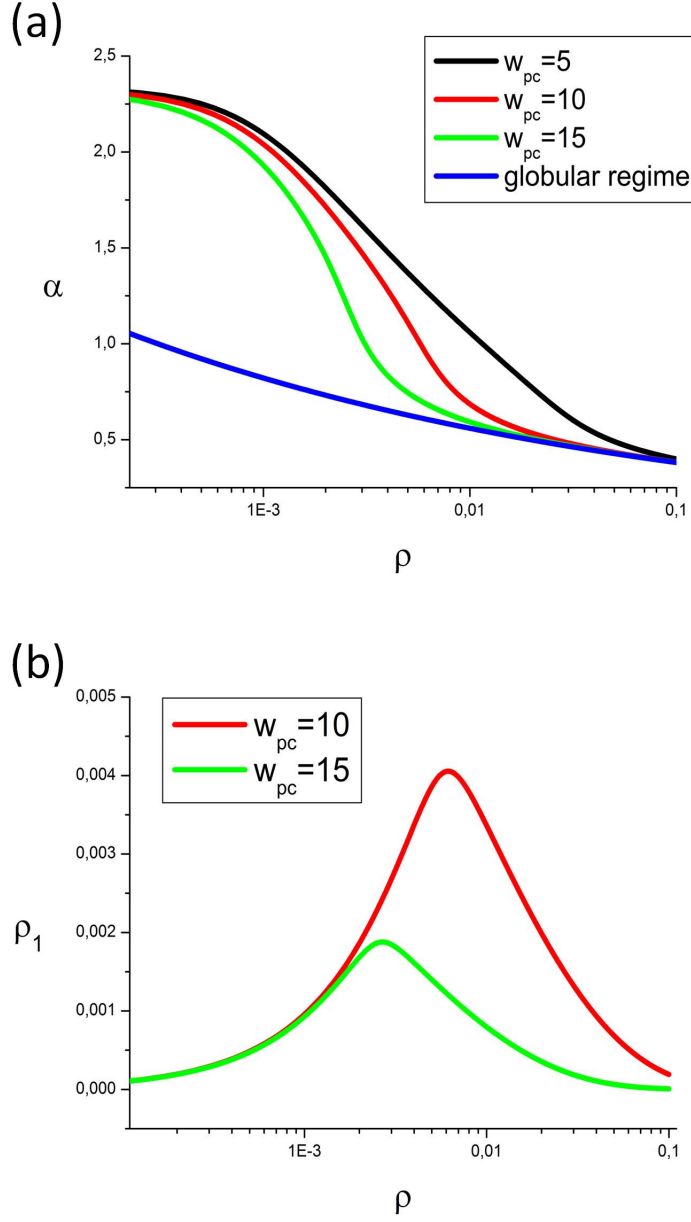 (a)
2,5
2,0
1,5
1,0
0,5
α
w_pc=5
w_pc=10
w_pc=15
globular regime
1E-3
0,01
0,1
ρ
(b)
0,005
0,004
0,003
0,002
0,001
0,000
ρ_1
w_pc=10
w_pc=15
1E-3
0,01
0,1
ρ